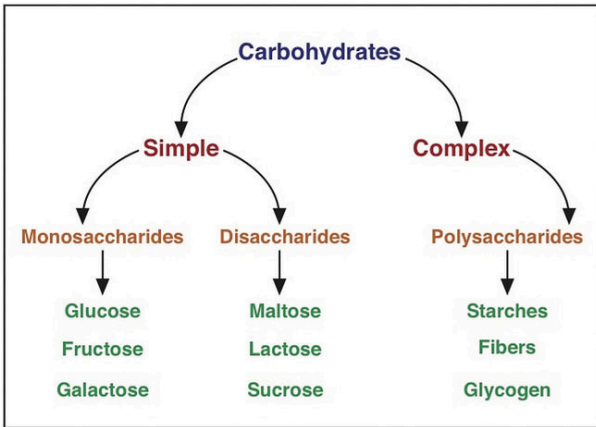 Carbohydrates
Simple
Complex
Monosaccharides
Disaccharides
Polysaccharides
Glucose
Maltose
Starches
Fructose
Lactose
Fibers
Galactose
Sucrose
Glycogen